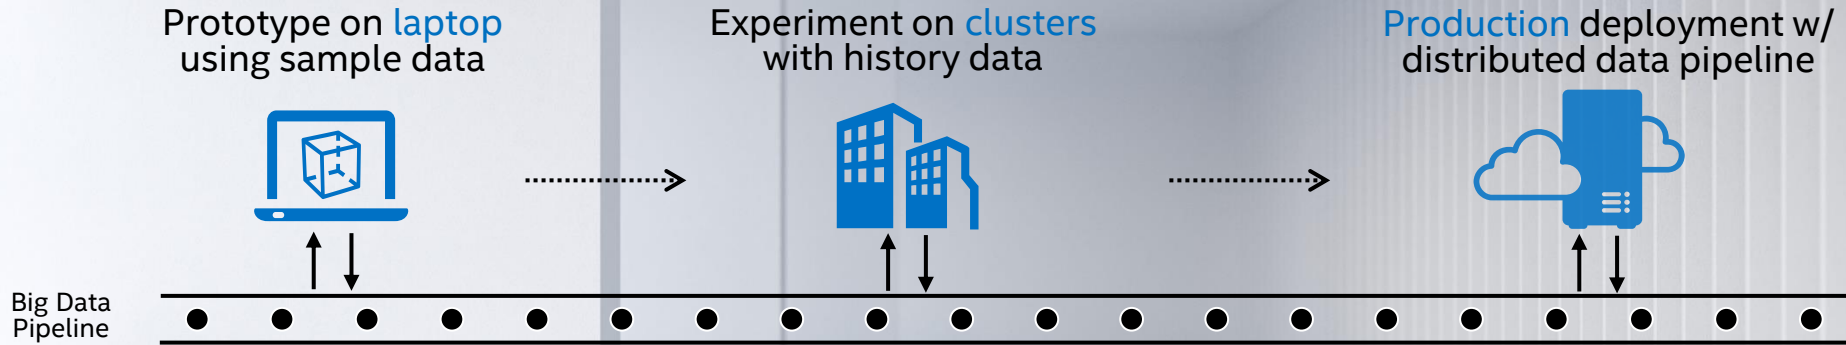 Prototype on laptop
using sample data
Experiment on clusters
with history data
Production deployment w/
distributed data pipeline
Big Data
Pipeline